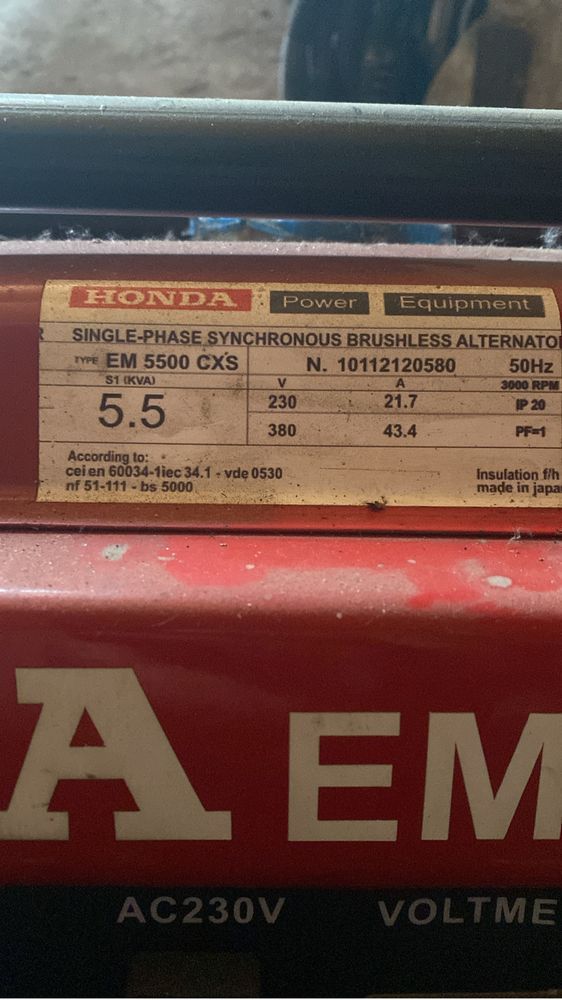 HONDA Power Equipment
R SINGLE-PHASE SYNCHRONOUS BRUSHLESS ALTERNATO
TYPE EM 5500 CXS N. 10112120580 50Hz
S1 (KVA) V A 3000 RPM
5.5 230 21.7 IP 20
380 43.4 PF=1
According to:
cei en 60034-1iec 34.1 - vde 0530 Insulation f/h
nf 51-111 - bs 5000 made in japa
A EM
AC230V VOLTME